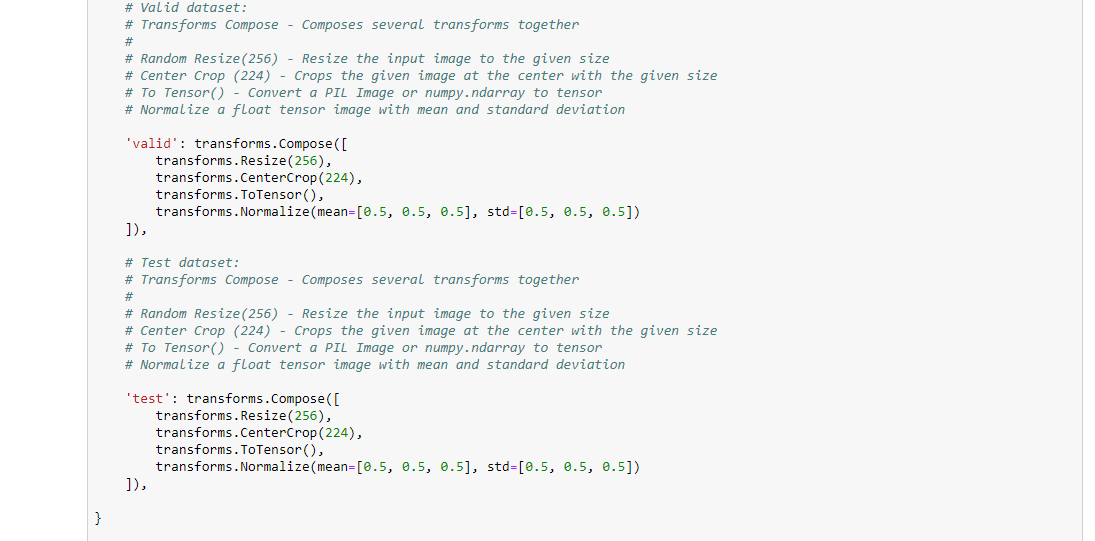 # Valid dataset:
# Transforms Compose - Composes several transforms together
#
# Random Resize(256) - Resize the input image to the given size
# Center Crop (224) - Crops the given image at the center with the given size
# To Tensor() - Convert a PIL Image or numpy.ndarray to tensor
# Normalize a float tensor image with mean and standard deviation
'valid': transforms.Compose([
transforms.Resize(256),
transforms.CenterCrop(224),
transforms.ToTensor(),
transforms.Normalize(mean=[0.5, 0.5, 0.5], std=[0.5, 0.5, 0.5])
]),
# Test dataset:
# Transforms Compose - Composes several transforms together
#
# Random Resize(256) - Resize the input image to the given size
# Center Crop (224) - Crops the given image at the center with the given size
# To Tensor() - Convert a PIL Image or numpy.ndarray to tensor
# Normalize a float tensor image with mean and standard deviation
'test': transforms.Compose([
transforms.Resize(256),
transforms.CenterCrop(224),
transforms.ToTensor(),
transforms.Normalize(mean=[0.5, 0.5, 0.5], std=[0.5, 0.5, 0.5])
]),
}